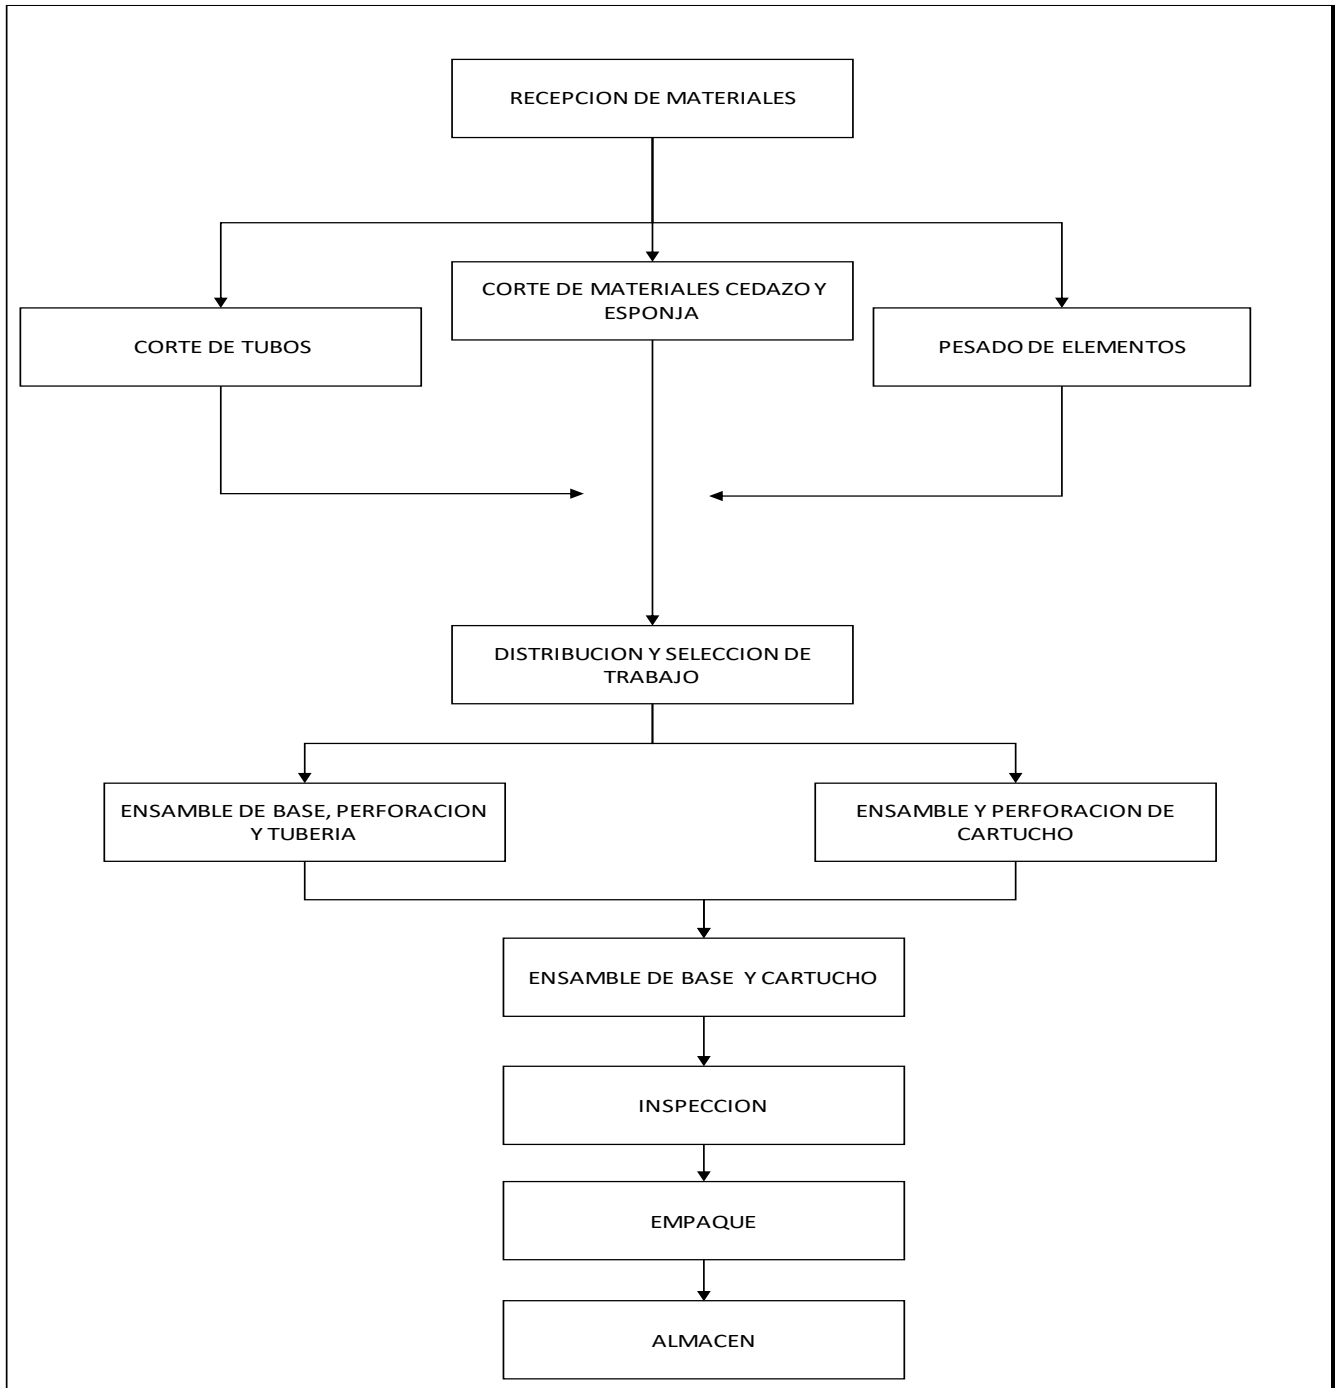 RECEPCION DE MATERIALES
CORTE DE MATERIALES CEDAZO Y
ESPONJA
CORTE DE TUBOS
PESADO DE ELEMENTOS
DISTRIBUCION Y SELECCION DE
TRABAJO
ENSAMBLE DE BASE, PERFORACION
Y TUBERIA
ENSAMBLE Y PERFORACION DE
CARTUCHO
ENSAMBLE DE BASE Y CARTUCHO
INSPECCION
EMPAQUE
ALMACEN